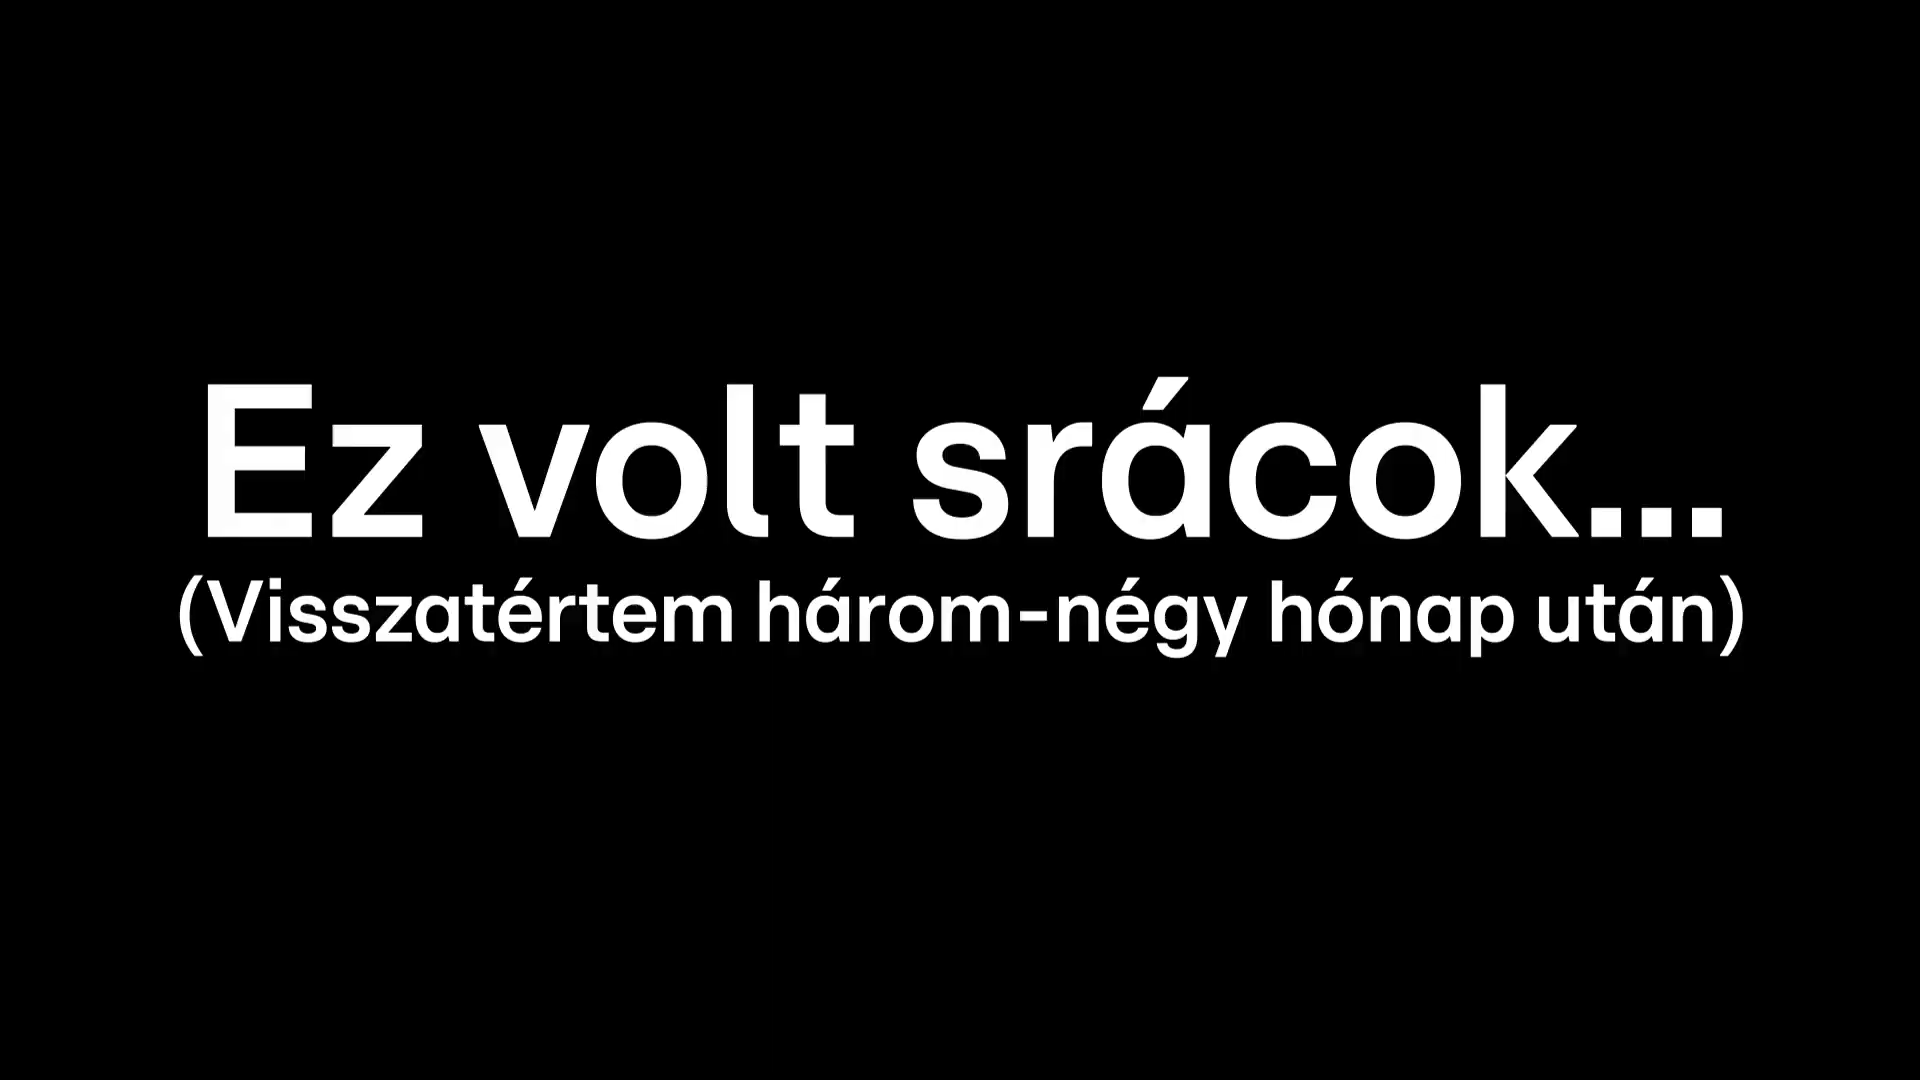 Ez volt srácok...
(Visszatértem három-négy hónap után)